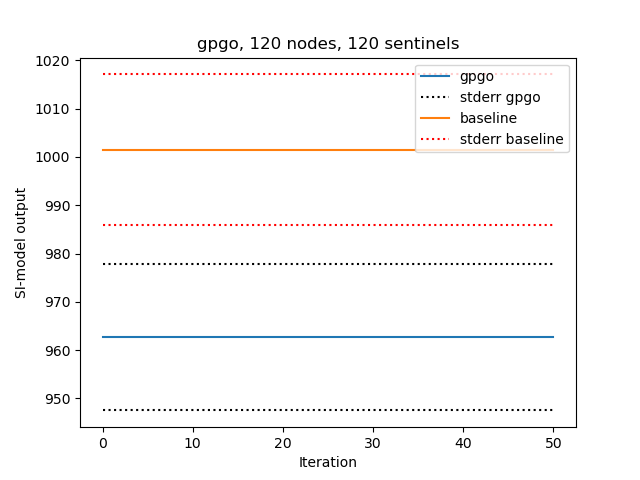 gpgo, 120 nodes, 120 sentinels
gpgo
stderr gpgo
baseline
stderr baseline
SI-model output
1020
1010
1000
990
980
970
960
950
0 10 20 30 40 50
Iteration